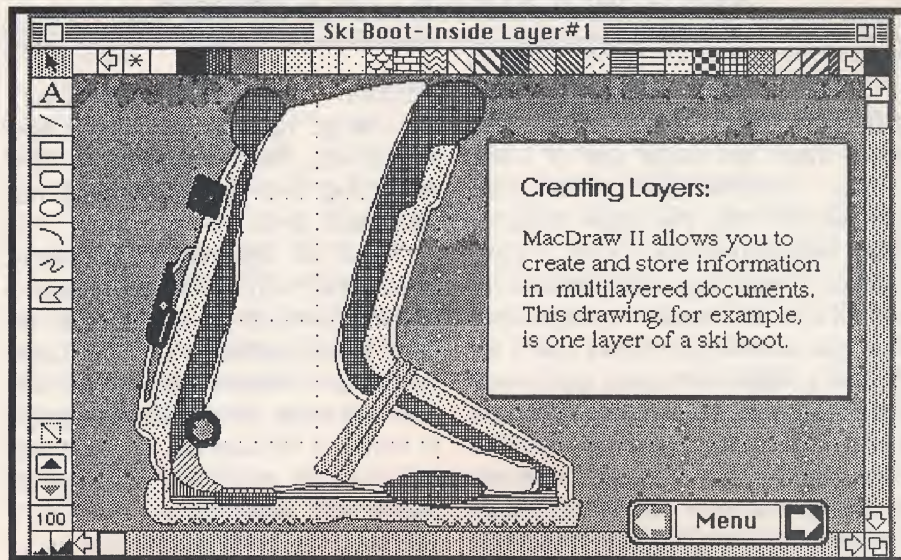 Ski Boot-Inside Layer#1
A
Creating Layers:
MacDraw II allows you to
create and store information
in multilayered documents.
This drawing, for example,
is one layer of a ski boot.
100
Menu